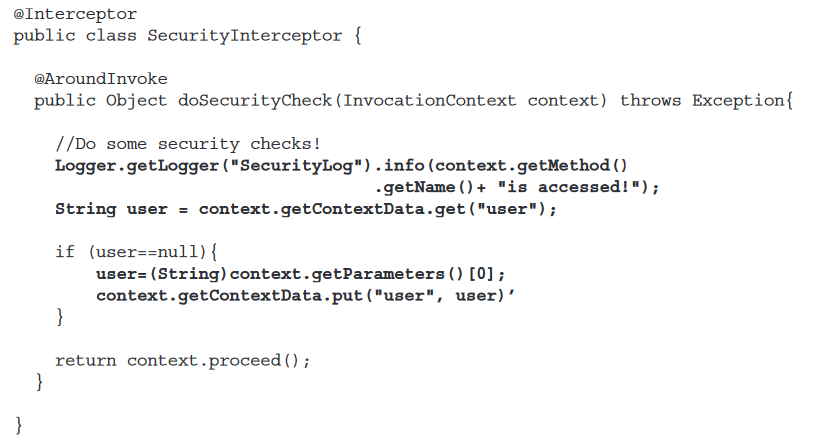 @Interceptor
public class SecurityInterceptor {
@AroundInvoke
public Object doSecurityCheck(InvocationContext context) throws Exception{
//Do some security checks!
Logger.getLogger("SecurityLog").info(context.getMethod()
.getName()+ "is accessed!");
String user = context.getContextData.get("user");
if (user==null){
user=(String)context.getParameters()[0];
context.getContextData.put("user", user)’
}
return context.proceed();
}
}